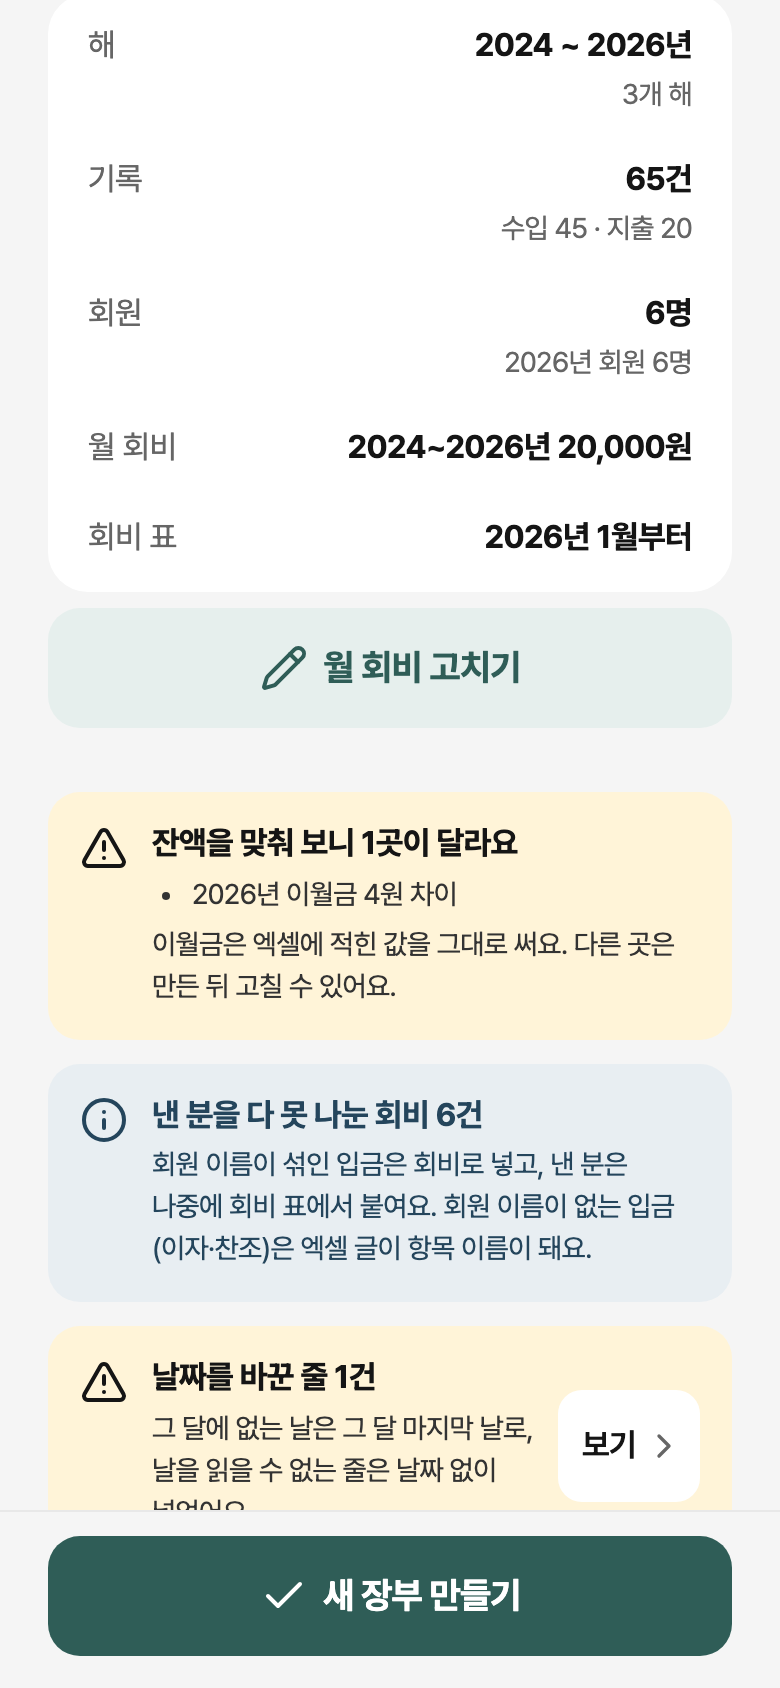 해 2024 ~ 2026년
3개 해
기록 65건
수입 45 · 지출 20
회원 6명
2026년 회원 6명
월 회비 2024~2026년 20,000원
회비 표 2026년 1월부터
월 회비 고치기
잔액을 맞춰 보니 1곳이 달라요
• 2026년 이월금 4원 차이
이월금은 엑셀에 적힌 값을 그대로 써요. 다른 곳은
만든 뒤 고칠 수 있어요.
낸 분을 다 못 나눈 회비 6건
회원 이름이 섞인 입금은 회비로 넣고, 낸 분은
나중에 회비 표에서 붙여요. 회원 이름이 없는 입금
(이자·찬조)은 엑셀 글이 항목 이름이 돼요.
날짜를 바꾼 줄 1건
그 달에 없는 날은 그 달 마지막 날로,
날을 읽을 수 없는 줄은 날짜 없이
보기
새 장부 만들기